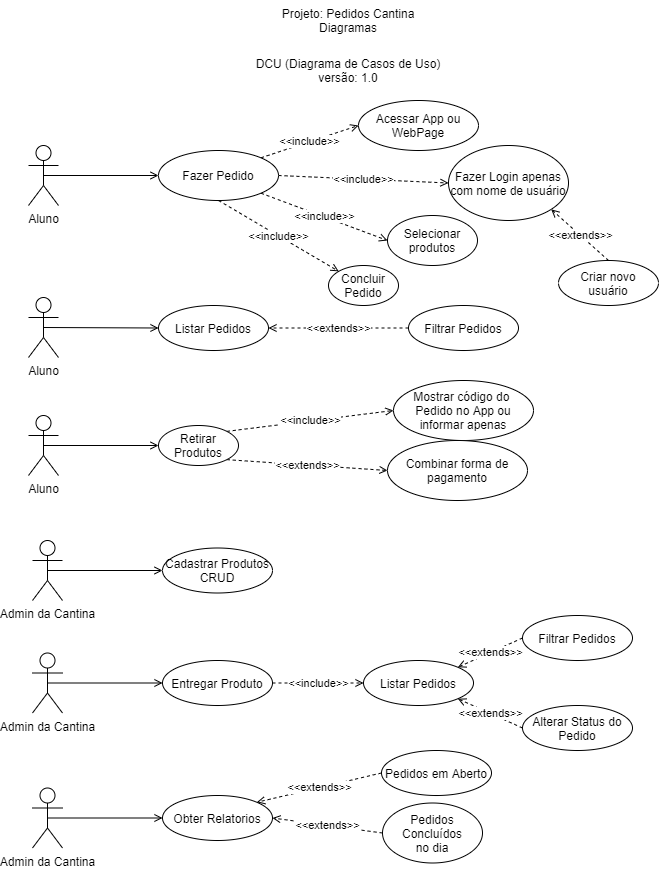 Projeto: Pedidos Cantina
Diagramas
DCU (Diagrama de Casos de Uso)
versão: 1.0
Acessar App ou
WebPage
<<include>>
Fazer Pedido
<<include>>
Fazer Login apenas
com nome de usuário
Aluno
<<include>>
<<include>>
Selecionar
produtos
<<extends>>
Concluir
Pedido
Criar novo
usuário
Listar Pedidos
<<extends>>
Filtrar Pedidos
Aluno
Mostrar código do
Pedido no App ou
informar apenas
<<include>>
Retirar
Produtos
<<extends>>
Combinar forma de
pagamento
Aluno
Cadastrar Produtos
CRUD
Admin da Cantina
Filtrar Pedidos
<<extends>>
Entregar Produto
<<include>>
Listar Pedidos
<<extends>>
Alterar Status do
Pedido
Admin da Cantina
Pedidos em Aberto
<<extends>>
Obter Relatorios
<<extends>>
Pedidos
Concluídos
no dia
Admin da Cantina